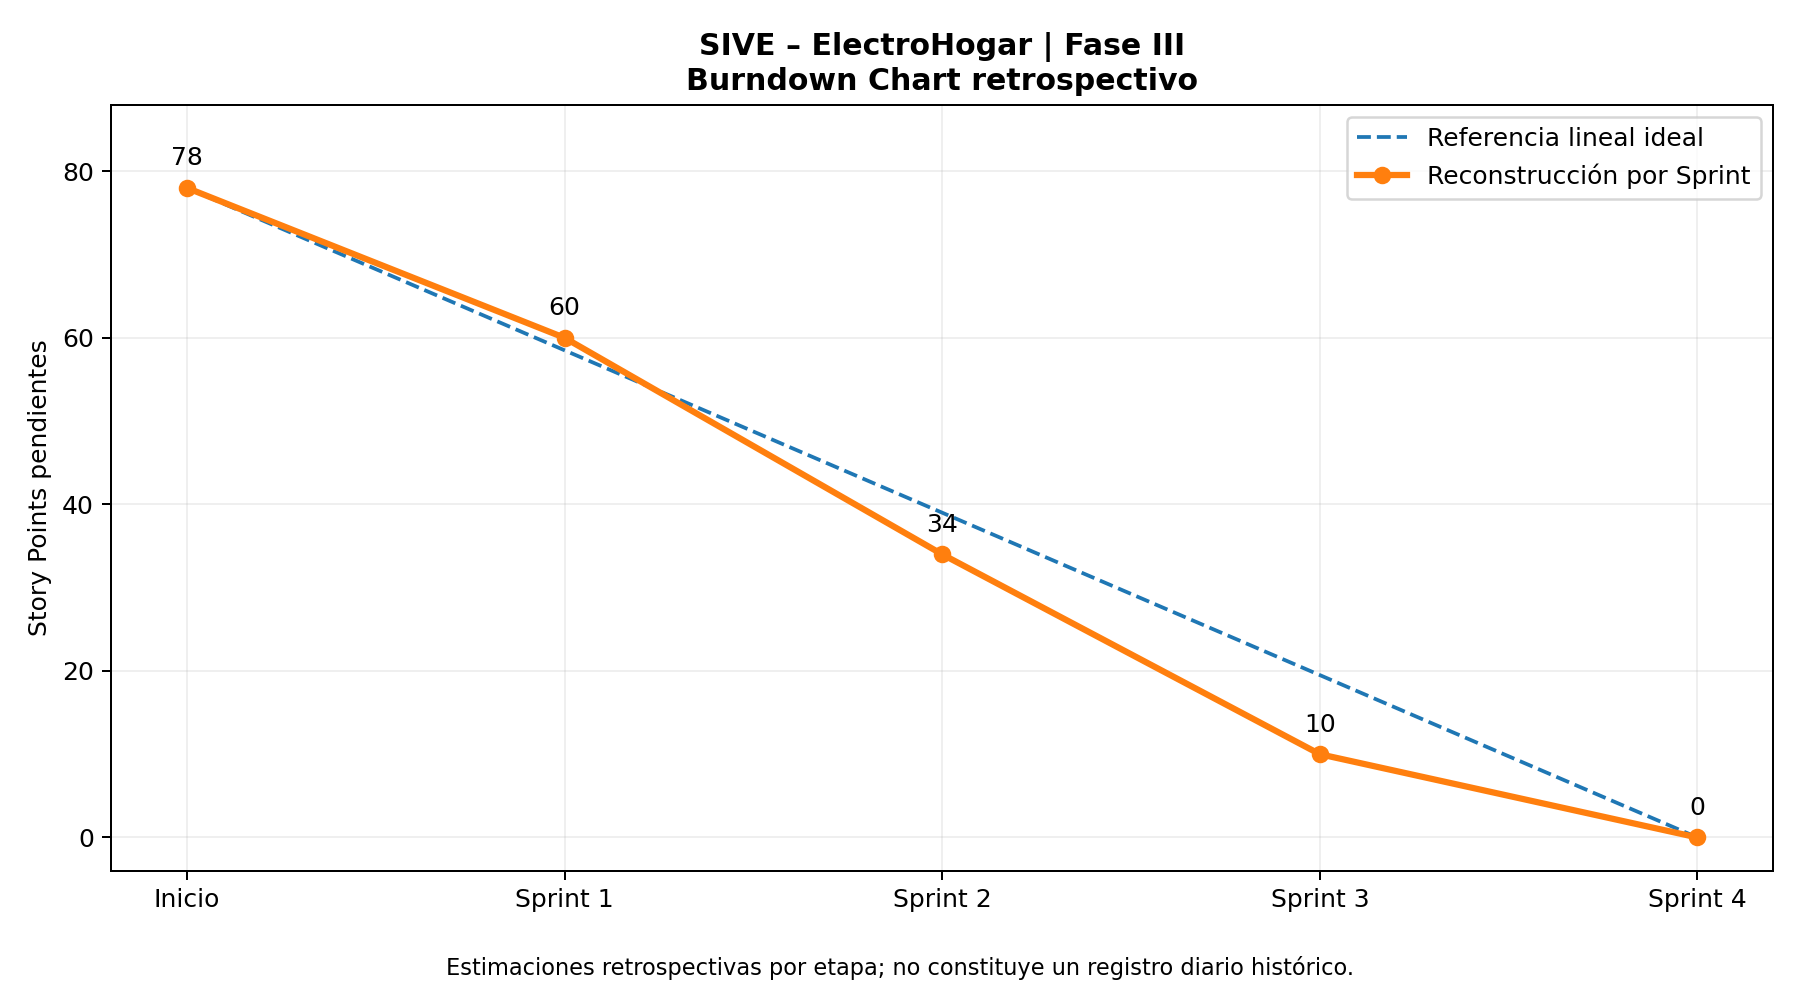 SIVE – ElectroHogar | Fase III
Burndown Chart retrospectivo
Referencia lineal ideal
Reconstrucción por Sprint
Story Points pendientes
80
60
40
20
0
78
60
34
10
0
Inicio
Sprint 1
Sprint 2
Sprint 3
Sprint 4
Estimaciones retrospectivas por etapa; no constituye un registro diario histórico.